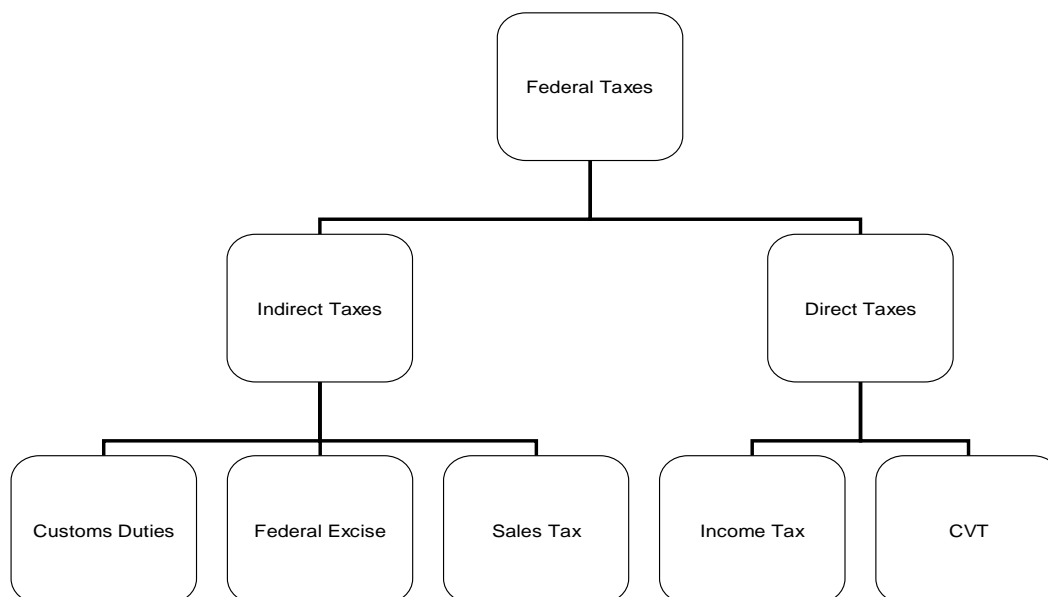 Federal Taxes
Indirect Taxes
Direct Taxes
Customs Duties
Federal Excise
Sales Tax
Income Tax
CVT